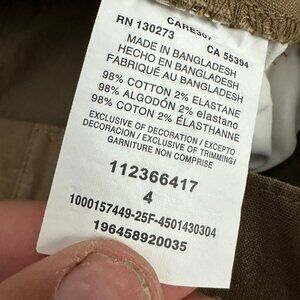 CARE307
RN 130273 CA 55394
MADE IN BANGLADESH
HECHO EN BANGLADESH
FABRIQUÉ AU BANGLADESH
98% COTTON 2% ELASTANE
98% ALGODÓN 2% elastano
98% COTON 2% ÉLASTHANNE
EXCLUSIVE OF DECORATION / EXCEPTO
DECORACIÓN / EXCLUSIVE OF TRIMMING/
GARNITURE NON COMPRISE
112366417
4
1000157449-25F-4501430304
196458920035